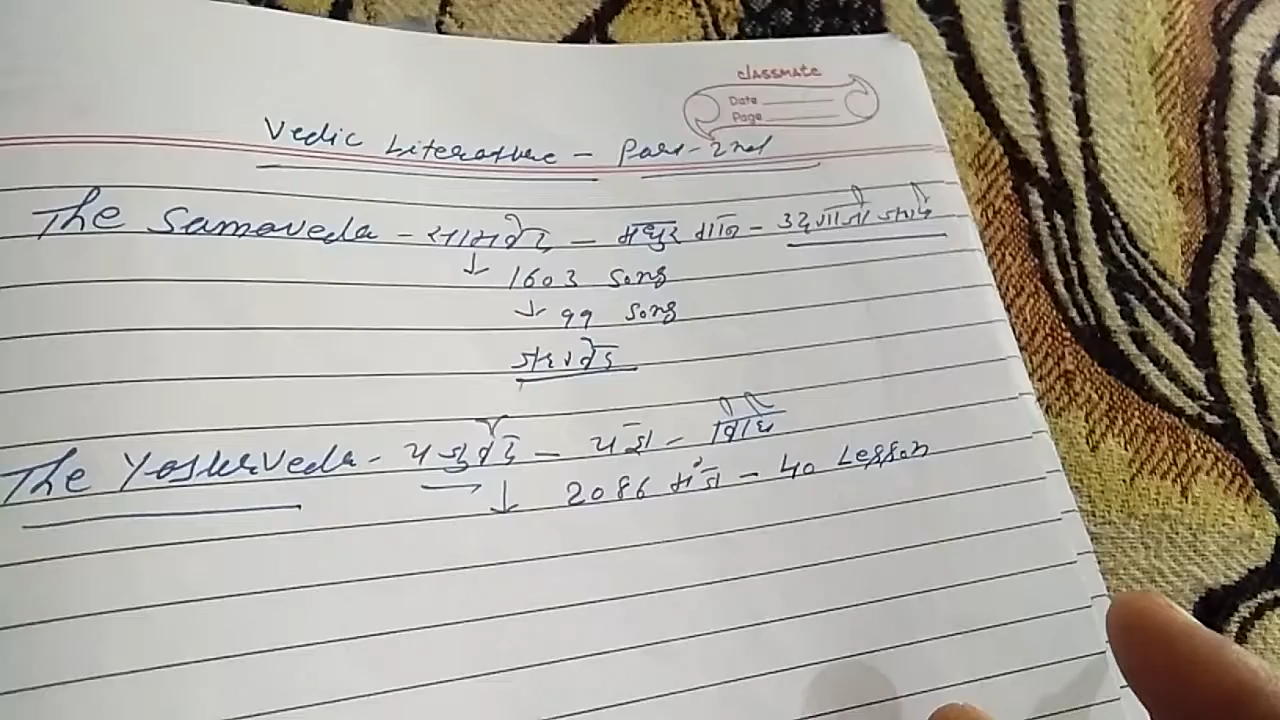 classmate
Date
Page
Vedic Literature - Part-2nd
The Samaveda - सामवेद - मधुर गान - उद्गाता
↓ 1603 Song
↓ 99 Song
The Yajurveda - यजुर्वेद - यज्ञ - विधि
↓ 2086 मंत्र - 40 Lesson